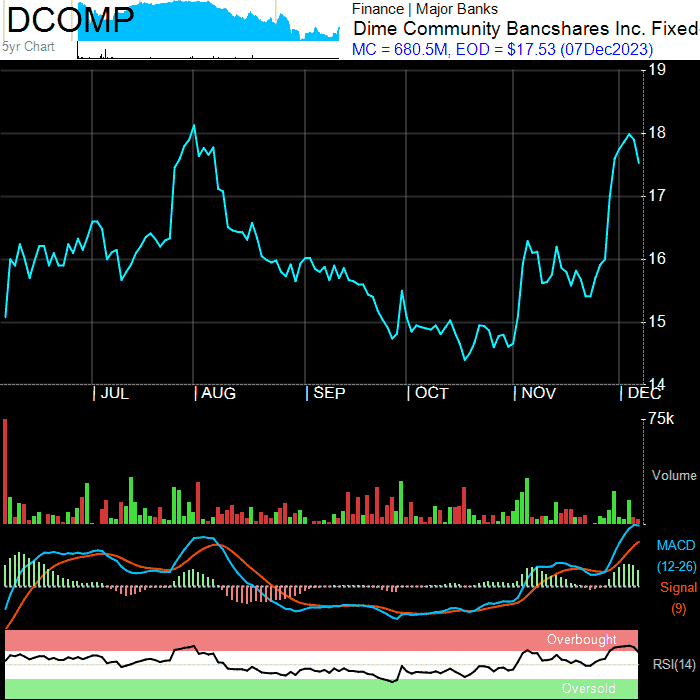 DCOMP
5yr Chart
Finance | Major Banks
Dime Community Bancshares Inc. Fixed
MC = 680.5M, EOD = $17.53 (07Dec2023)
19
18
17
16
15
14
| JUL
| AUG
| SEP
| OCT
| NOV
| DEC
75k
Volume
MACD
(12-26)
Signal
(9)
Overbought
RSI(14)
Oversold